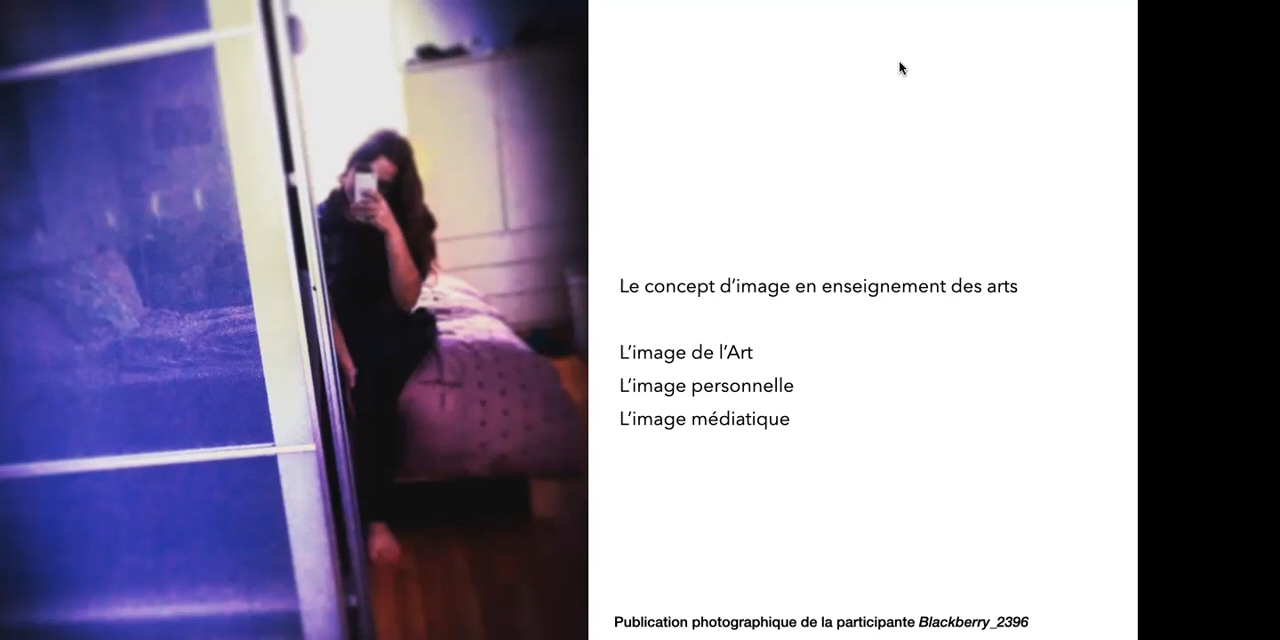 Le concept d’image en enseignement des arts
L’image de l’Art
L’image personnelle
L’image médiatique
Publication photographique de la participante Blackberry_2396